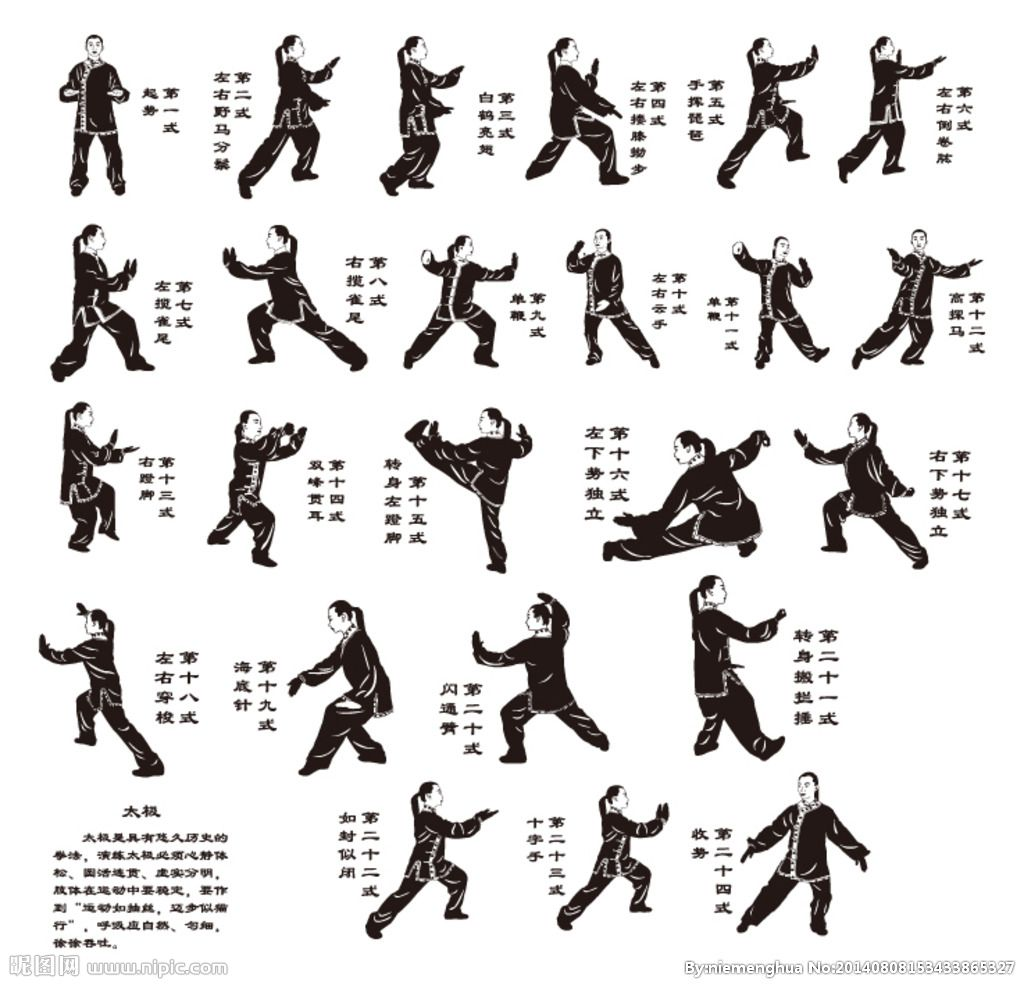 第一式
起势
第二式
左右野马分鬃
第三式
白鹤亮翅
第四式
左右搂膝拗步
第五式
手挥琵琶
第六式
左右倒卷肱
第七式
左揽雀尾
第八式
右揽雀尾
第九式
单鞭
第十式
左右云手
第十一式
单鞭
第十二式
高探马
第十三式
右蹬脚
第十四式
双峰贯耳
第十五式
转身左蹬脚
第十六式
左下势独立
第十七式
右下势独立
第十八式
左右穿梭
第十九式
海底针
第二十式
闪通臂
第二十一式
转身搬拦捶
第二十二式
如封似闭
第二十三式
十字手
第二十四式
收势
太极
太极是具有悠久历史的
拳法，演练太极必须心静体
松、圆活连贯、虚实分明，
肢体在运动中要稳定，要作
到“运动如抽丝，迈步似猫
行”，呼吸应自然、匀细，
徐徐吞吐。
昵图网 www.nipic.com
By:niemenghua No:20140808153433865327